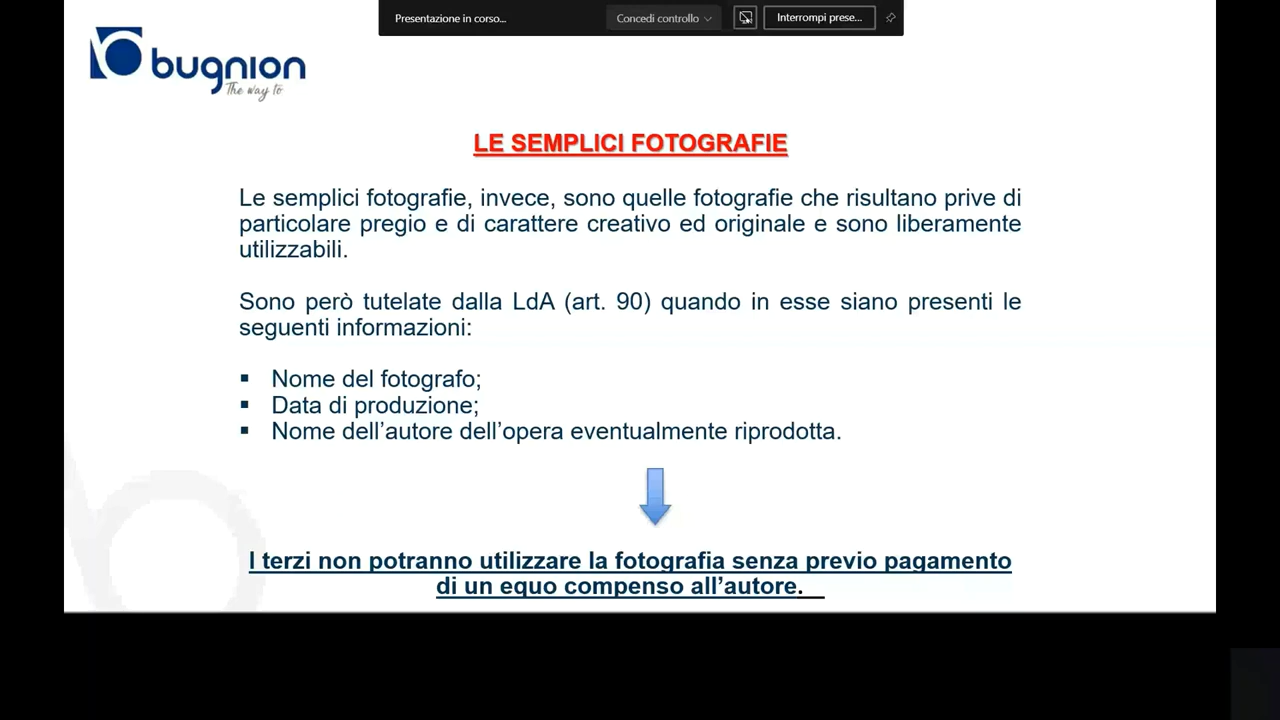 Presentazione in corso...
Concedi controllo
Interrompi prese...
bugnion
The way to
LE SEMPLICI FOTOGRAFIE
Le semplici fotografie, invece, sono quelle fotografie che risultano prive di
particolare pregio e di carattere creativo ed originale e sono liberamente
utilizzabili.
Sono però tutelate dalla LdA (art. 90) quando in esse siano presenti le
seguenti informazioni:
▪ Nome del fotografo;
▪ Data di produzione;
▪ Nome dell’autore dell’opera eventualmente riprodotta.
I terzi non potranno utilizzare la fotografia senza previo pagamento
di un equo compenso all’autore.